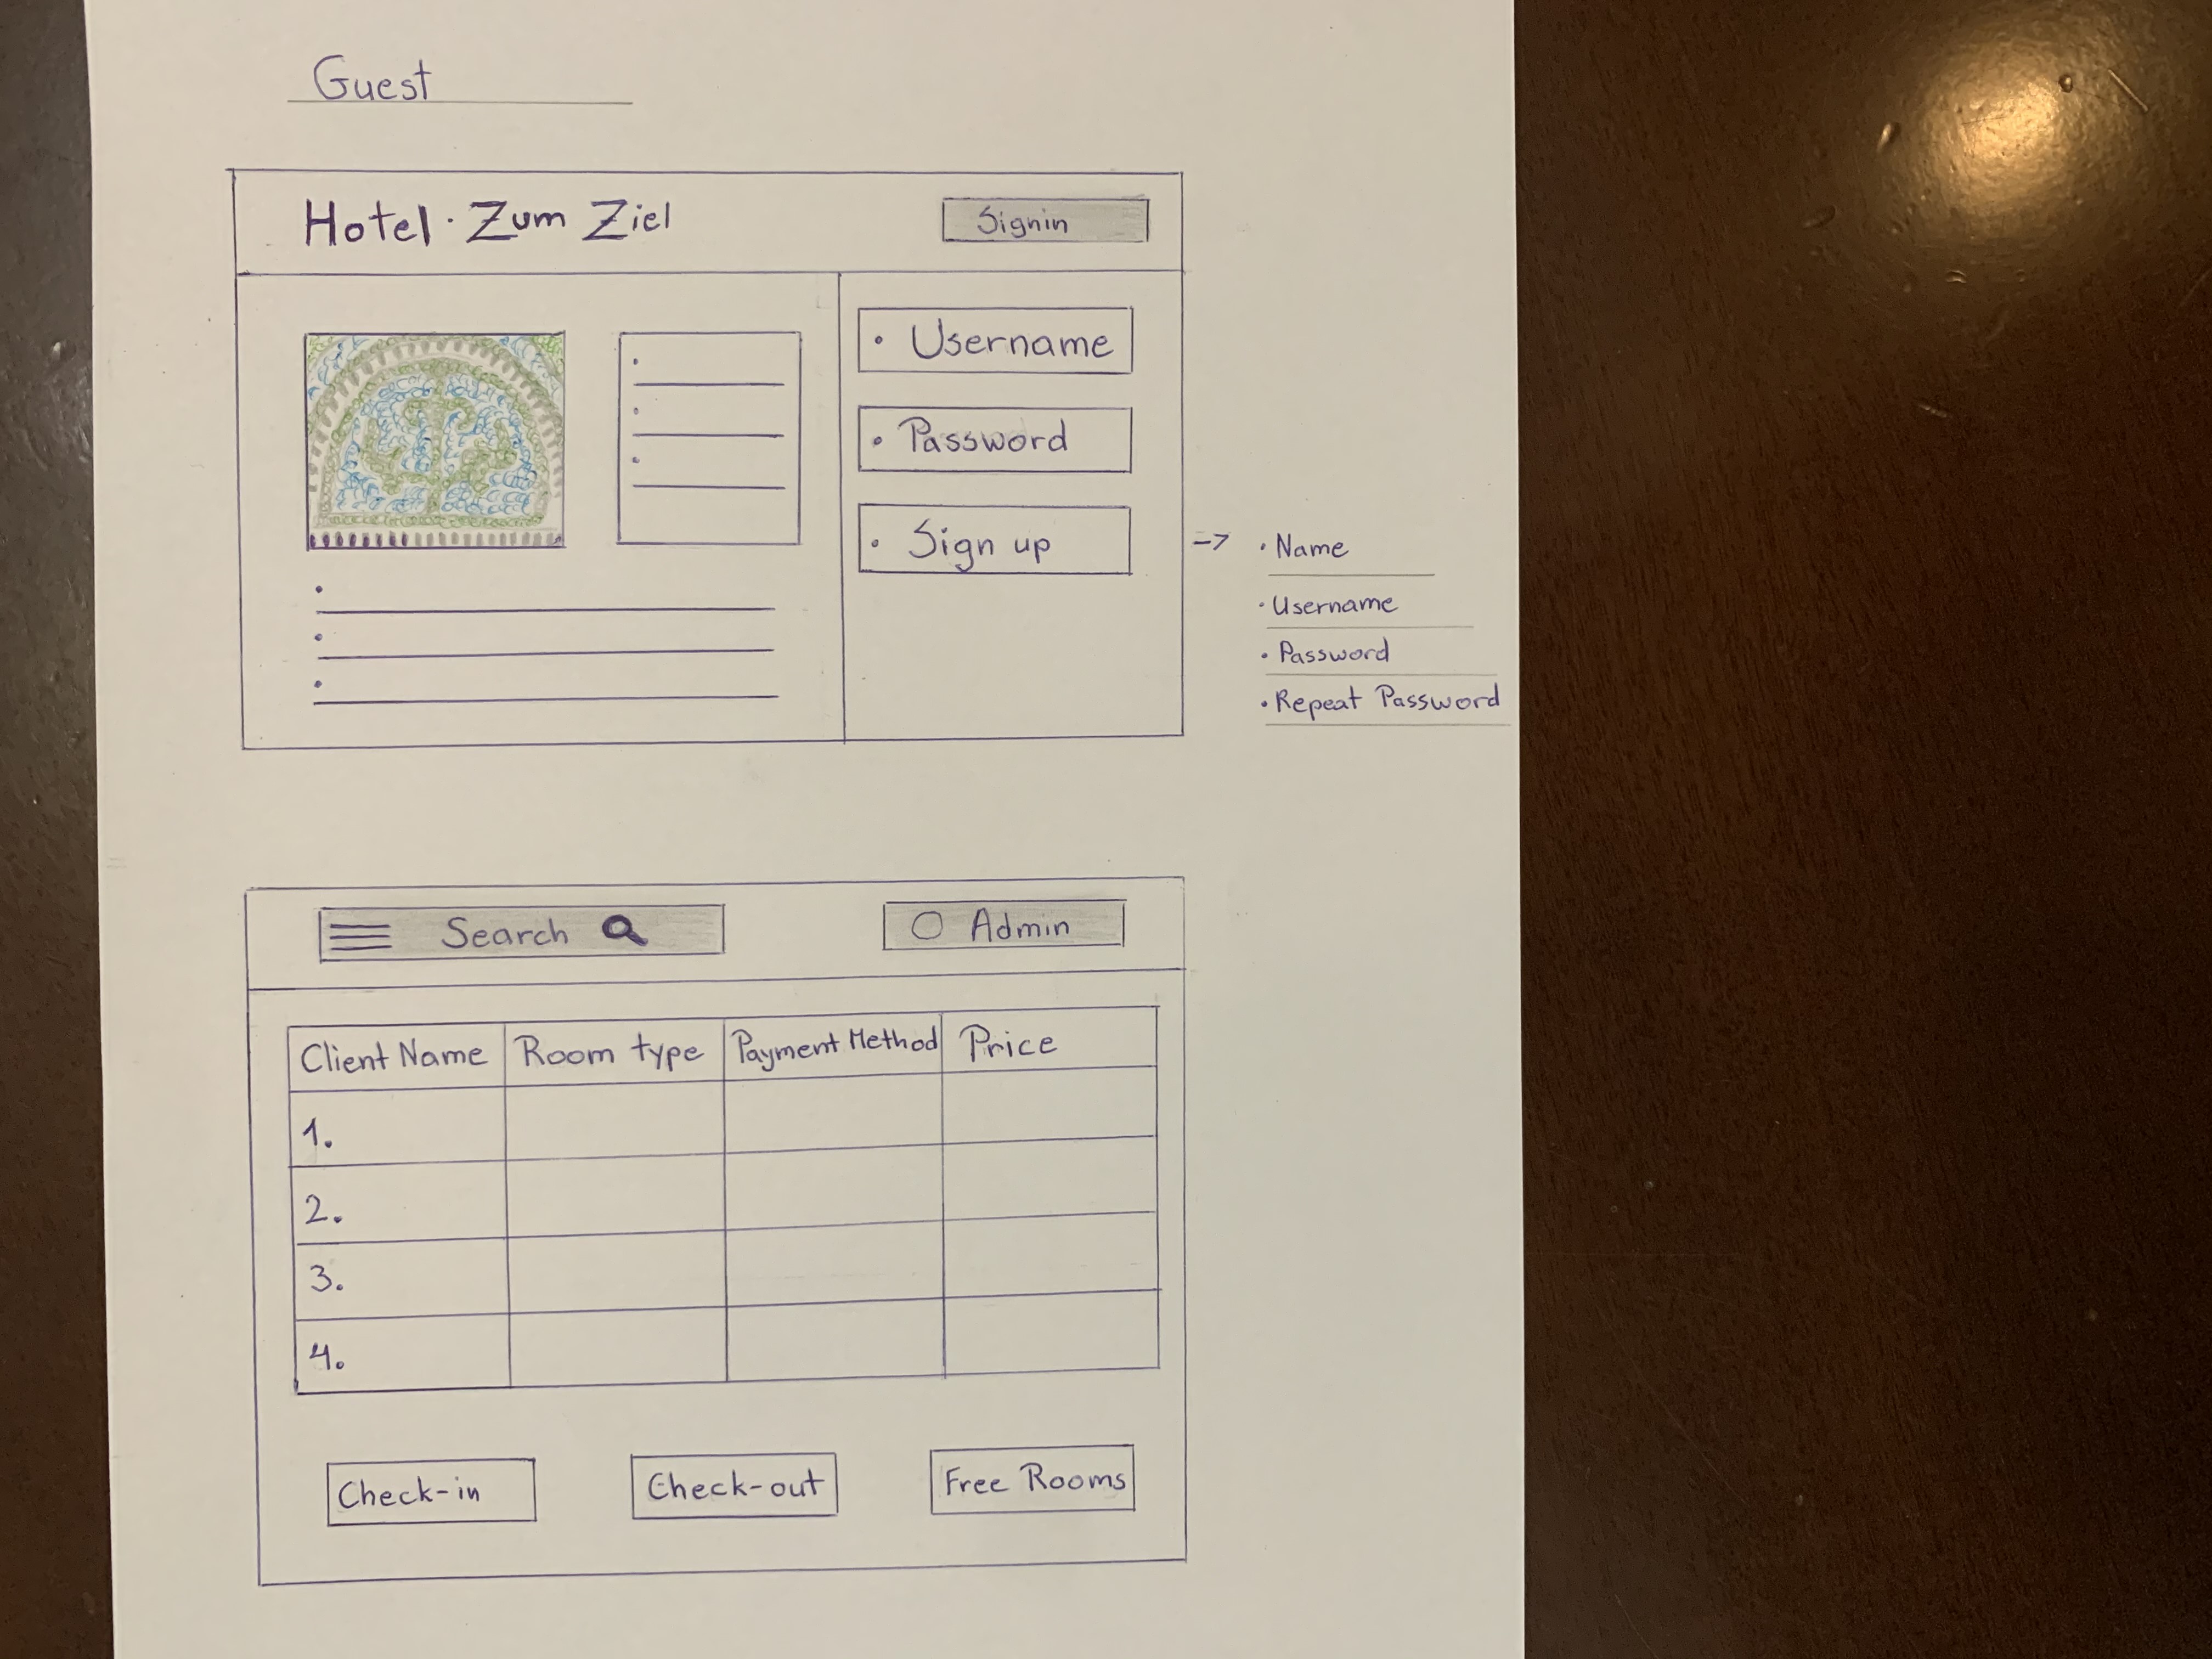 Guest
Hotel · Zum Ziel
Signin
• Username
• Password
• Sign up
-> • Name
• Username
• Password
• Repeat Password
Search
Admin
Client Name Room type Payment Method Price
1.
2.
3.
4.
Check-in
Check-out
Free Rooms